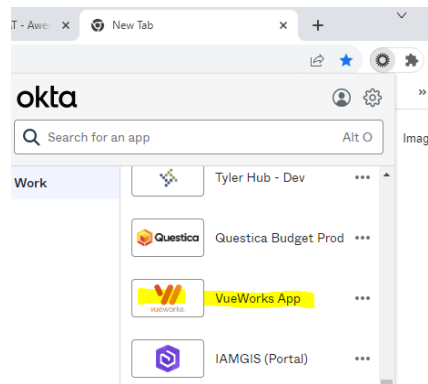 .T - Awe
New Tab
okta
Search for an app
Alt O
Imag
Work
Tyler Hub - Dev
Questica
Questica Budget Prod
vueworks.
VueWorks App
IAMGIS (Portal)